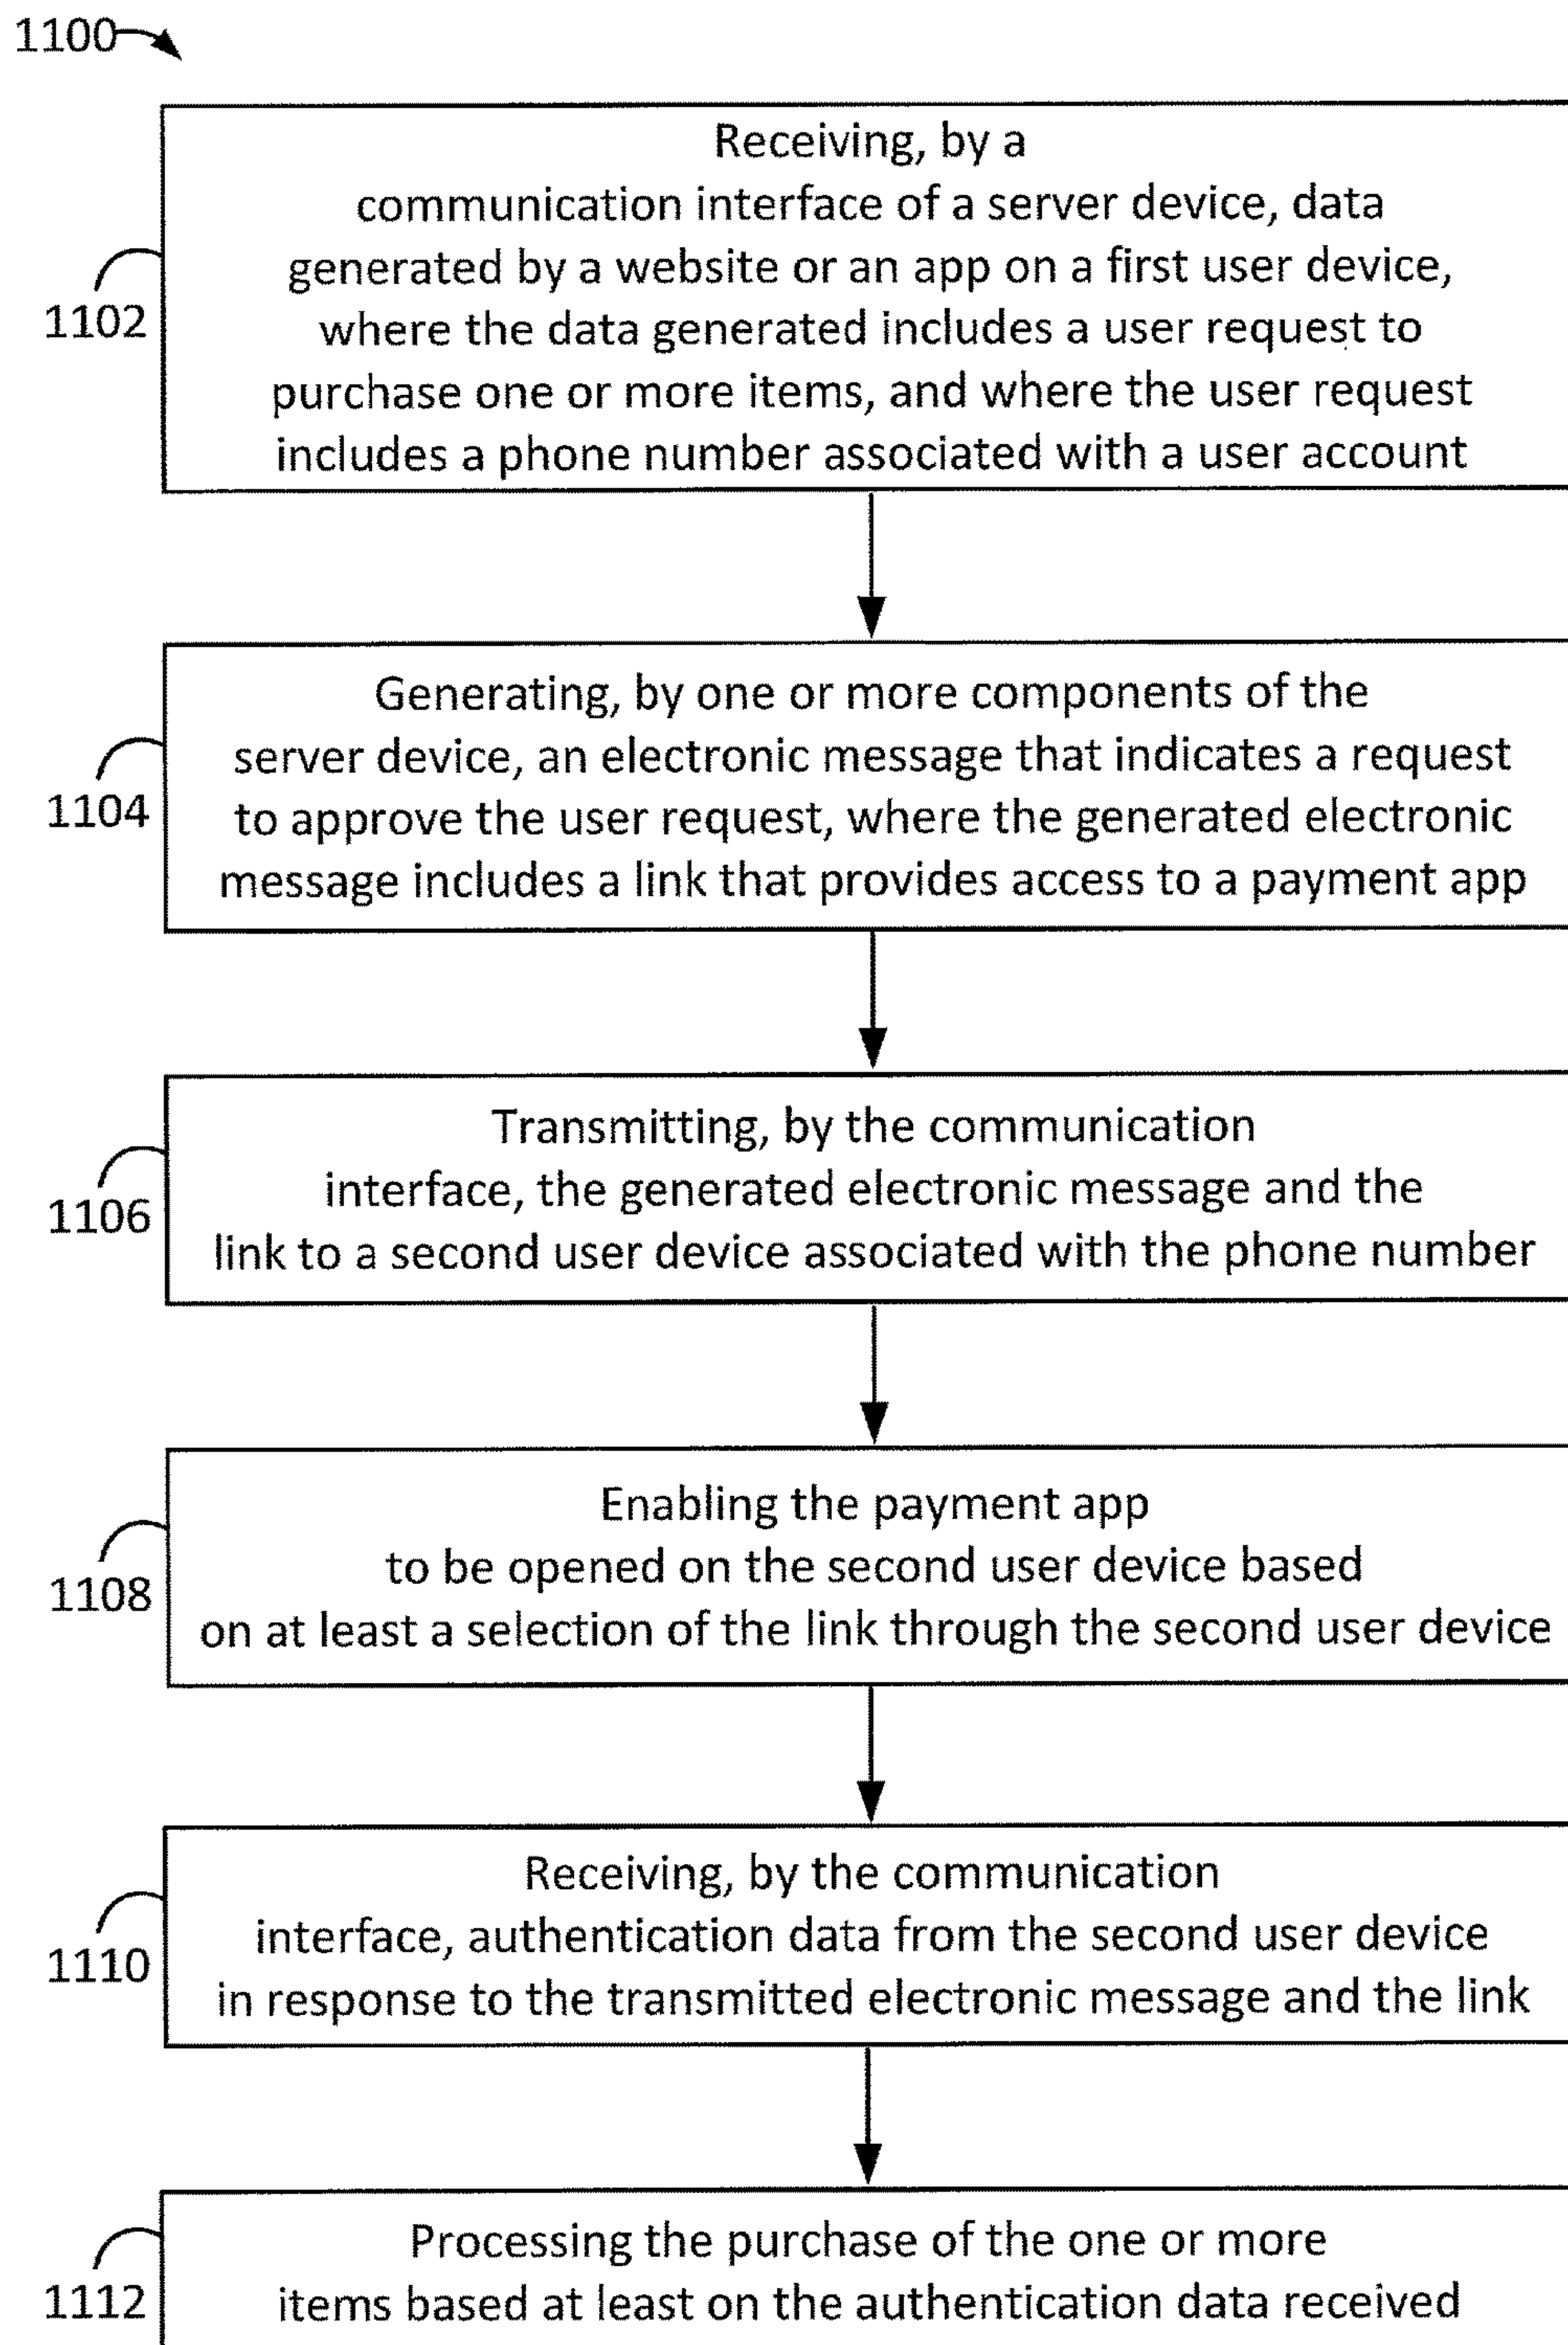 1100
Receiving, by a
communication interface of a server device, data
generated by a website or an app on a first user device,
where the data generated includes a user request to
purchase one or more items, and where the user request
includes a phone number associated with a user account
1102
Generating, by one or more components of the
server device, an electronic message that indicates a request
to approve the user request, where the generated electronic
message includes a link that provides access to a payment app
1104
Transmitting, by the communication
interface, the generated electronic message and the
link to a second user device associated with the phone number
1106
Enabling the payment app
to be opened on the second user device based
on at least a selection of the link through the second user device
1108
Receiving, by the communication
interface, authentication data from the second user device
in response to the transmitted electronic message and the link
1110
Processing the purchase of the one or more
items based at least on the authentication data received
1112